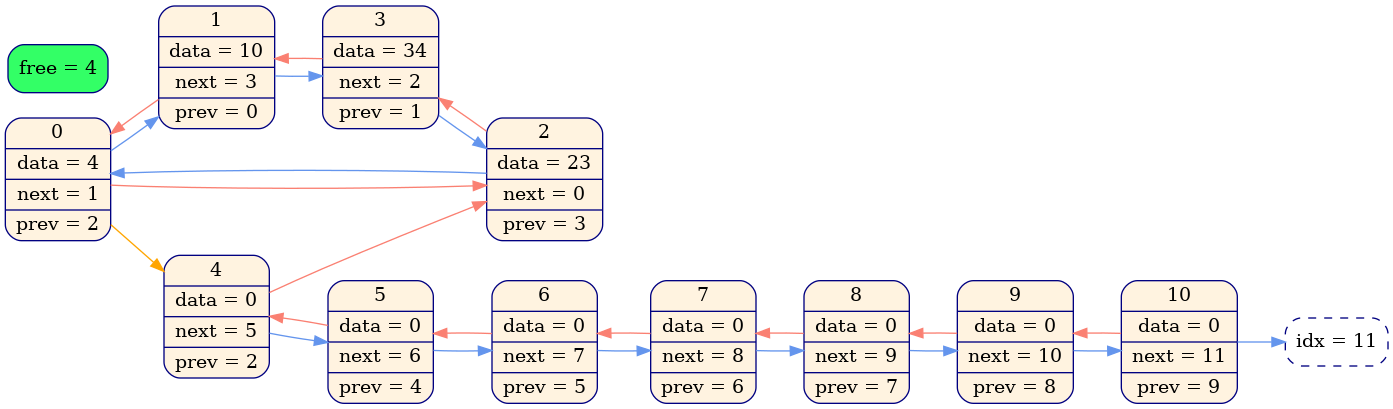 free = 4
0
data = 4
next = 1
prev = 2
1
data = 10
next = 3
prev = 0
3
data = 34
next = 2
prev = 1
2
data = 23
next = 0
prev = 3
4
data = 0
next = 5
prev = 2
5
data = 0
next = 6
prev = 4
6
data = 0
next = 7
prev = 5
7
data = 0
next = 8
prev = 6
8
data = 0
next = 9
prev = 7
9
data = 0
next = 10
prev = 8
10
data = 0
next = 11
prev = 9
idx = 11